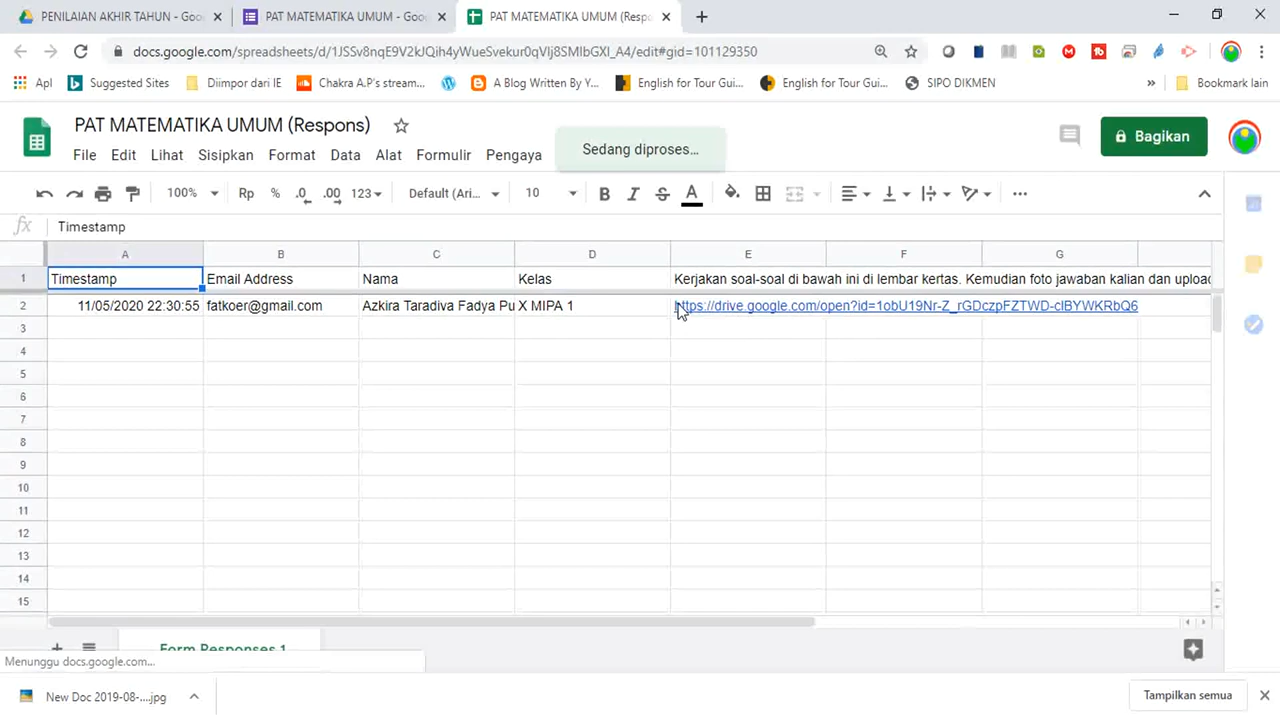 PENILAIAN AKHIR TAHUN - Goo
PAT MATEMATIKA UMUM - Goo
PAT MATEMATIKA UMUM (Resp
docs.google.com/spreadsheets/d/1JSSv8nqE9V2kJQih4yWueSvekur0qVIj8SMIbGXI_A4/edit#gid=101129350
Apl
Suggested Sites
Diimpor dari IE
Chakra A.P's stream...
A Blog Written By Y...
English for Tour Gui...
English for Tour Gui...
SIPO DIKMEN
»
Bookmark lain
PAT MATEMATIKA UMUM (Respons)
Sedang diproses...
Bagikan
File Edit Lihat Sisipkan Format Data Alat Formulir Pengaya
100% Rp % .0 .00 123 Default (Ari... 10 B I S A
fx Timestamp
A B C D E F G
1 Timestamp Email Address Nama Kelas Kerjakan soal-soal di bawah ini di lembar kertas. Kemudian foto jawaban kalian dan upload
2 11/05/2020 22:30:55 fatkoer@gmail.com Azkira Taradiva Fadya Pu X MIPA 1 https://drive.google.com/open?id=1obU19Nr-Z_rGDczpFZTWD-clBYWKRbQ6
3
4
5
6
7
8
9
10
11
12
13
14
15
Form Responses 1
Menunggu docs.google.com...
New Doc 2019-08-....jpg
Tampilkan semua